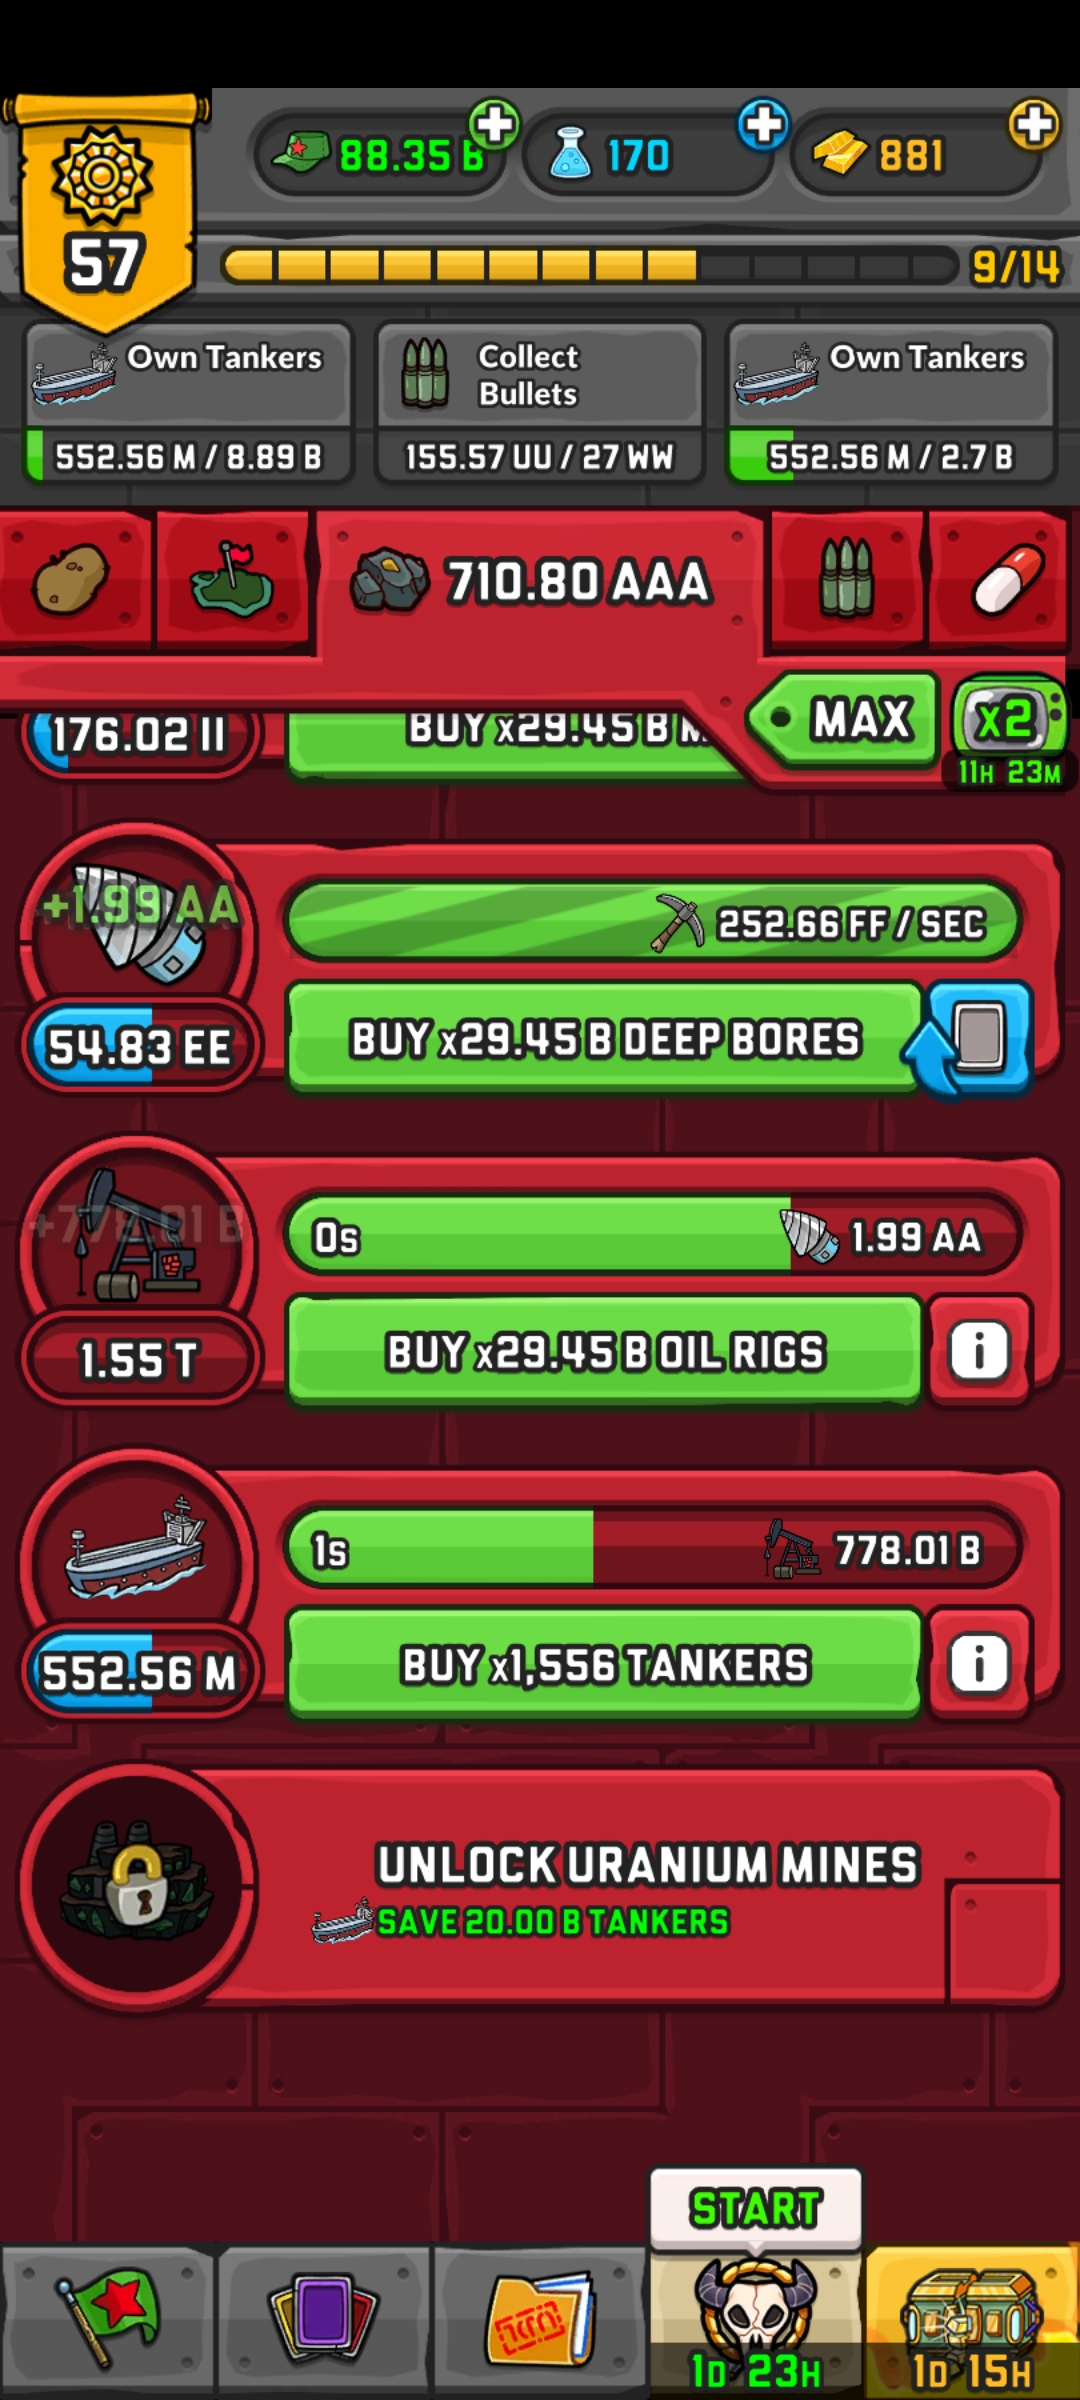 88.35 B
170
881
57
9/14
Own Tankers
552.56 M / 8.89 B
Collect
Bullets
155.57 UU / 27 WW
Own Tankers
552.56 M / 2.7 B
710.80 AAA
MAX
x2
11H 23M
176.02 II
BUY x29.45 B
+1.99 AA
252.66 FF / SEC
54.83 EE
BUY x29.45 B DEEP BORES
+778.01 B
0s
1.99 AA
1.55 T
BUY x29.45 B OIL RIGS
1s
778.01 B
552.56 M
BUY x1,556 TANKERS
UNLOCK URANIUM MINES
SAVE 20.00 B TANKERS
START
1D 23H
1D 15H